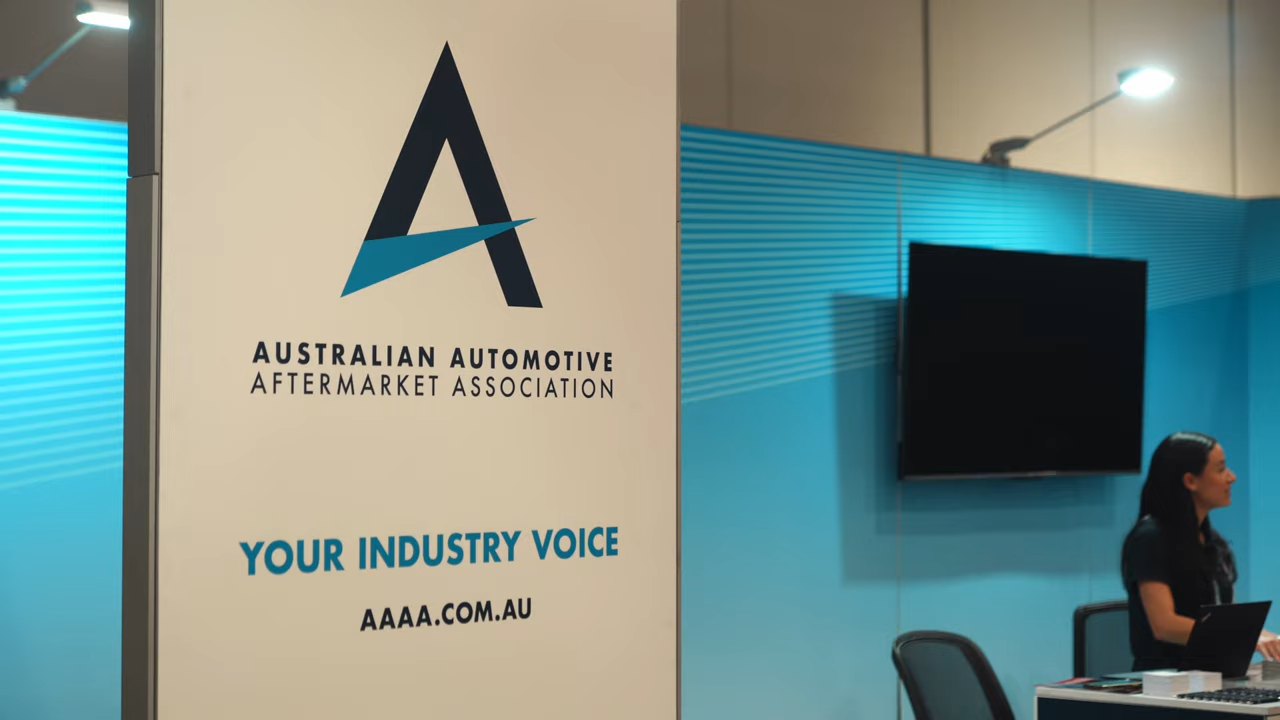 AUSTRALIAN AUTOMOTIVE
AFTERMARKET ASSOCIATION
YOUR INDUSTRY VOICE
AAAA.COM.AU